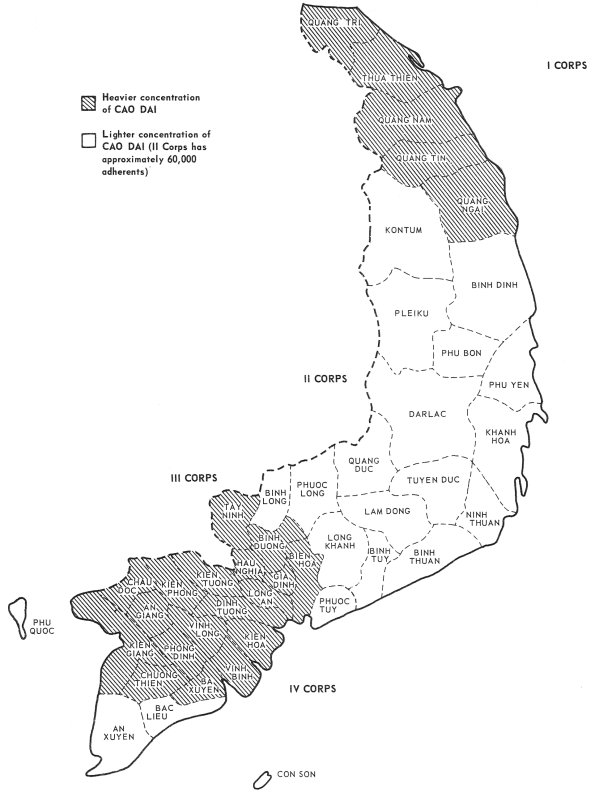 QUANG TRI
I CORPS
THUA THIEN
Heavier concentration
of CAO DAI
Lighter concentration of
CAO DAI (II Corps has
approximately 60,000
adherents)
QUANG NAM
QUANG TIN
QUANG
NGAI
KONTUM
BINH DINH
PLEIKU
PHU BON
II CORPS
PHU YEN
DARLAC
KHANH
HOA
QUANG
DUC
III CORPS
TUYEN DUC
PHUOC
LONG
BINH
LONG
TAY
NINH
LAM DONG
NINH
THUAN
BINH
DUONG
LONG
KHANH
BINH
TUY
BINH
THUAN
BIEN
HOA
HAU
NGHIA
GIA
DINH
KIEN
TUONG
CHAU
DOC
KIEN
PHONG
LONG
AN
PHUOC
TUY
DINH
TUONG
AN
GIANG
PHU
QUOC
VINH
LONG
KIEN
HOA
KIEN
GIANG
PHONG
DINH
VINH
BINH
CHUONG
THIEN
BA
XUYEN
IV CORPS
BAC
LIEU
AN
XUYEN
CON SON